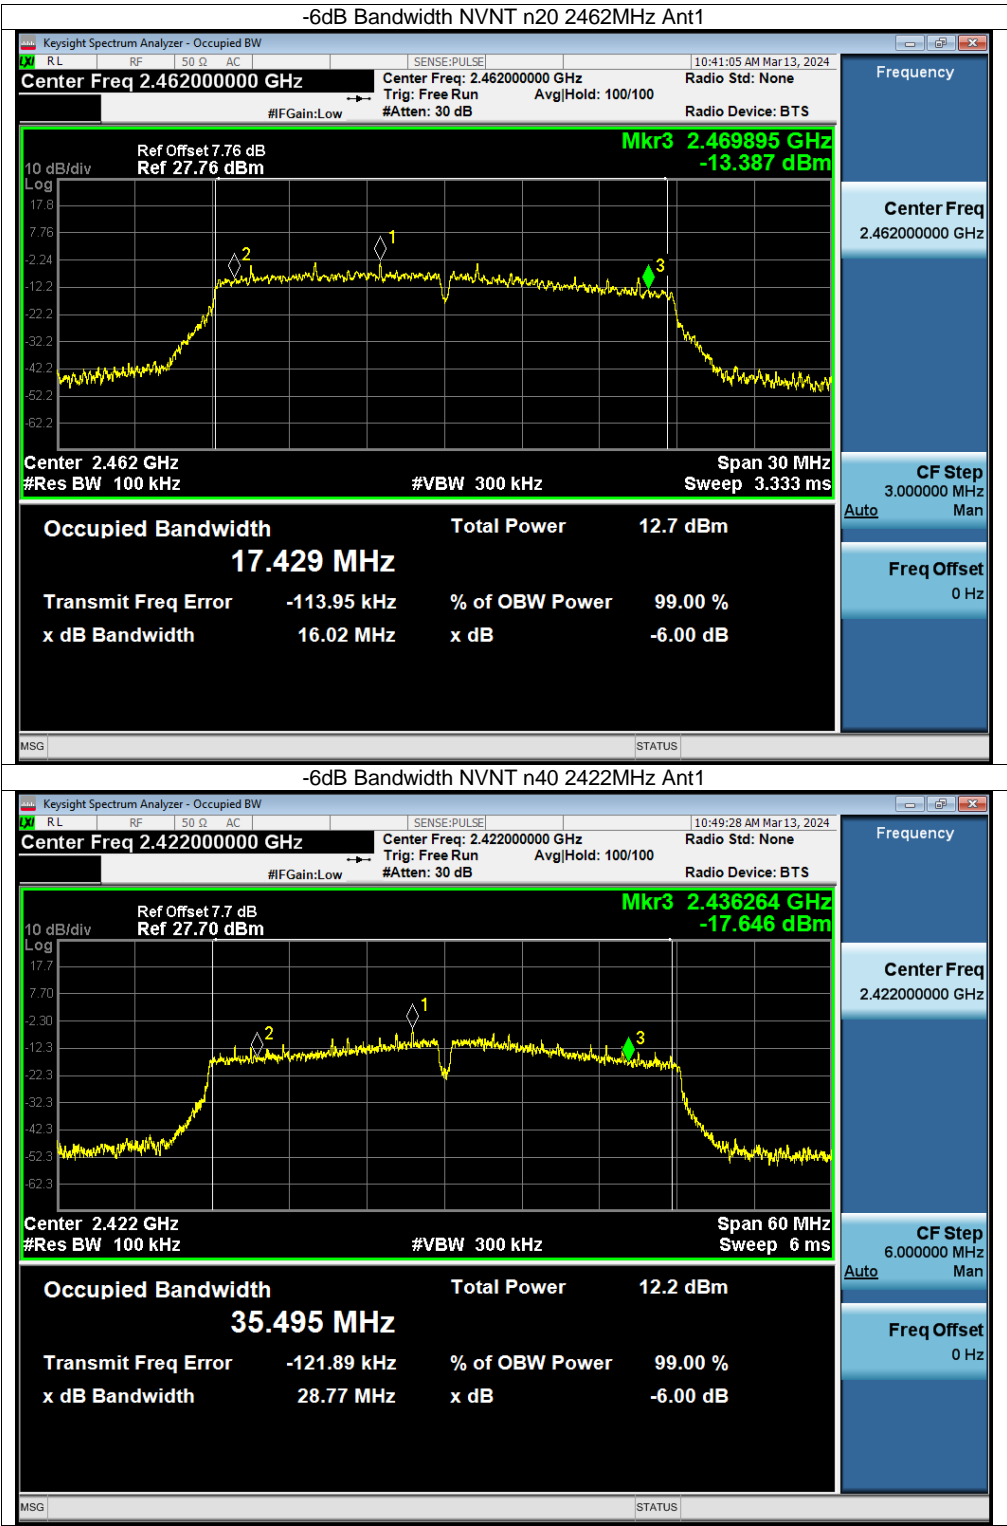 -6dB Bandwidth NVNT n20 2462MHz Ant1
Keysight Spectrum Analyzer - Occupied BW
LXI RL RF 50 Ω AC SENSE:PULSE 10:41:05 AM Mar 13, 2024
Center Freq 2.462000000 GHz
Center Freq: 2.462000000 GHz
Radio Std: None
Trig: Free Run Avg|Hold: 100/100
#IFGain:Low #Atten: 30 dB Radio Device: BTS
Frequency
Mkr3 2.469895 GHz
-13.387 dBm
Ref Offset 7.76 dB
10 dB/div Ref 27.76 dBm
Log
17.8
7.76
-2.24
-12.2
-22.2
-32.2
-42.2
-52.2
-62.2
1
2
3
Center 2.462 GHz Span 30 MHz
#Res BW 100 kHz #VBW 300 kHz Sweep 3.333 ms
Center Freq
2.462000000 GHz
CF Step
3.000000 MHz
Auto Man
Freq Offset
0 Hz
Occupied Bandwidth Total Power 12.7 dBm
17.429 MHz
Transmit Freq Error -113.95 kHz % of OBW Power 99.00 %
x dB Bandwidth 16.02 MHz x dB -6.00 dB
MSG STATUS
-6dB Bandwidth NVNT n40 2422MHz Ant1
Keysight Spectrum Analyzer - Occupied BW
LXI RL RF 50 Ω AC SENSE:PULSE 10:49:28 AM Mar 13, 2024
Center Freq 2.422000000 GHz
Center Freq: 2.422000000 GHz
Radio Std: None
Trig: Free Run Avg|Hold: 100/100
#IFGain:Low #Atten: 30 dB Radio Device: BTS
Frequency
Mkr3 2.436264 GHz
-17.646 dBm
Ref Offset 7.7 dB
10 dB/div Ref 27.70 dBm
Log
17.7
7.70
-2.30
-12.3
-22.3
-32.3
-42.3
-52.3
-62.3
1
2
3
Center 2.422 GHz Span 60 MHz
#Res BW 100 kHz #VBW 300 kHz Sweep 6 ms
Center Freq
2.422000000 GHz
CF Step
6.000000 MHz
Auto Man
Freq Offset
0 Hz
Occupied Bandwidth Total Power 12.2 dBm
35.495 MHz
Transmit Freq Error -121.89 kHz % of OBW Power 99.00 %
x dB Bandwidth 28.77 MHz x dB -6.00 dB
MSG STATUS